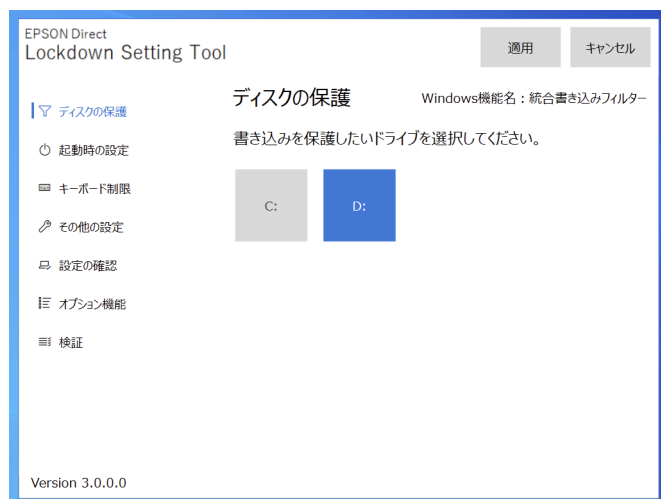 EPSON Direct
Lockdown Setting Tool
適用
キャンセル
ディスクの保護
起動時の設定
キーボード制限
その他の設定
設定の確認
オプション機能
検証
ディスクの保護
Windows機能名：統合書き込みフィルター
書き込みを保護したいドライブを選択してください。
C:
D:
Version 3.0.0.0